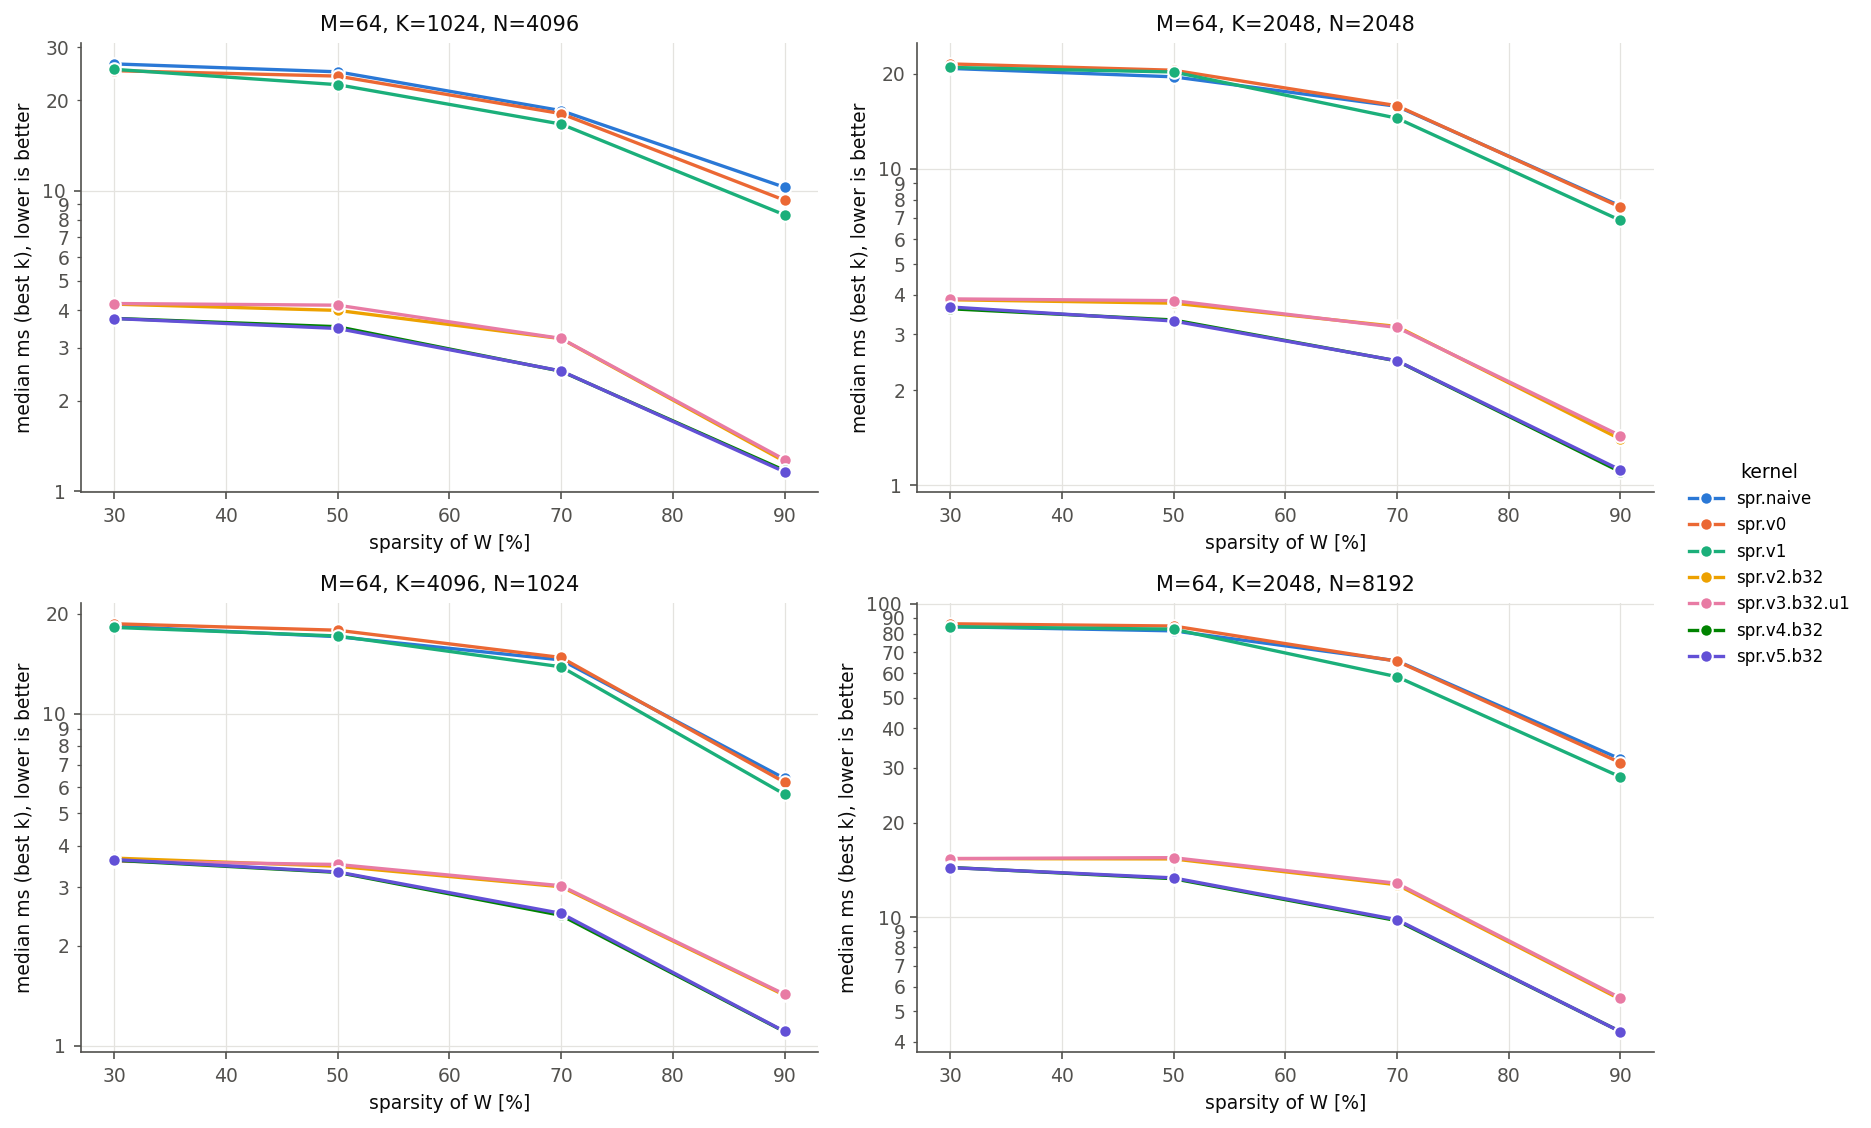 M=64, K=1024, N=4096
median ms (best k), lower is better
30
20
10
9
8
7
6
5
4
3
2
1
30 40 50 60 70 80 90
sparsity of W [%]
M=64, K=2048, N=2048
median ms (best k), lower is better
20
10
9
8
7
6
5
4
3
2
1
30 40 50 60 70 80 90
sparsity of W [%]
M=64, K=4096, N=1024
median ms (best k), lower is better
20
10
9
8
7
6
5
4
3
2
1
30 40 50 60 70 80 90
sparsity of W [%]
M=64, K=2048, N=8192
median ms (best k), lower is better
100
90
80
70
60
50
40
30
20
10
9
8
7
6
5
4
30 40 50 60 70 80 90
sparsity of W [%]
kernel
spr.naive
spr.v0
spr.v1
spr.v2.b32
spr.v3.b32.u1
spr.v4.b32
spr.v5.b32